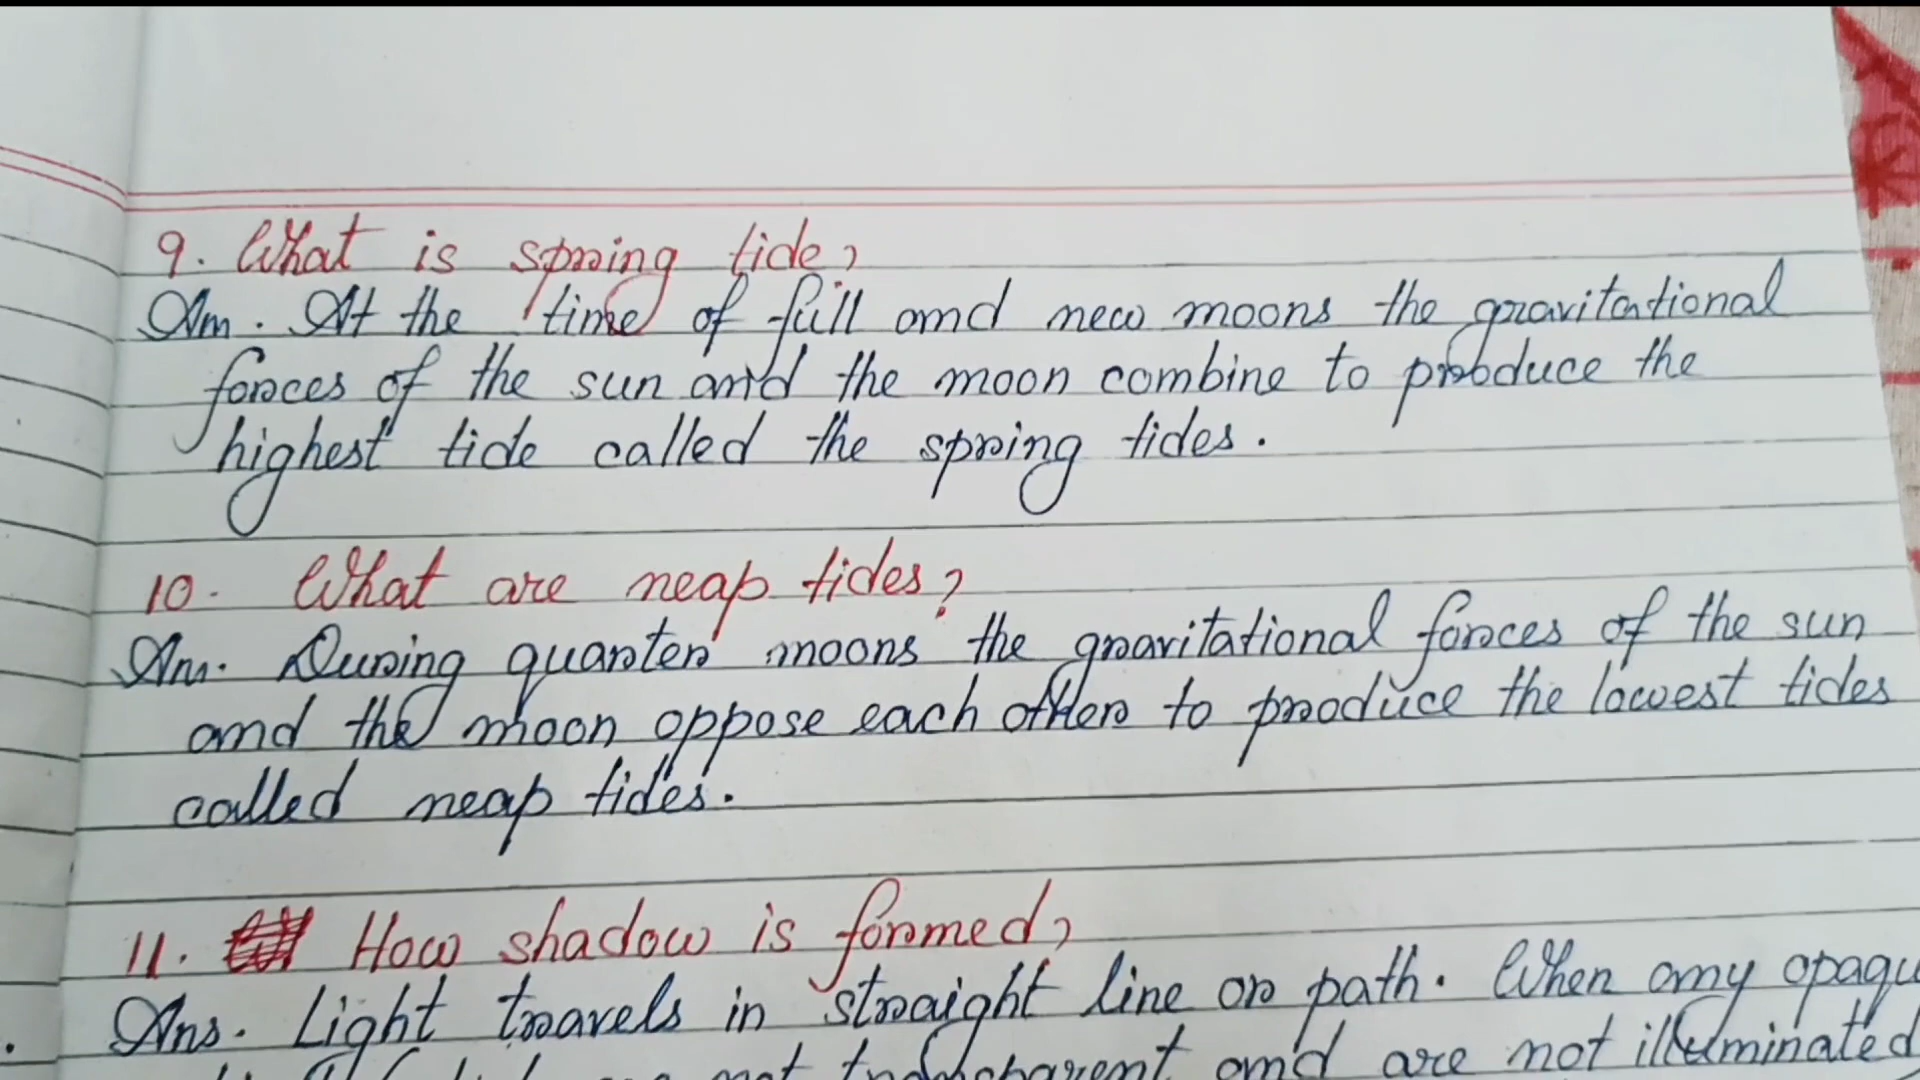 9. What is spring tide?
Ans. At the time of full and new moons the gravitational
forces of the sun and the moon combine to produce the
highest tide called the spring tides.
10. What are neap tides?
Ans. During quarter moons the gravitational forces of the sun
and the moon oppose each other to produce the lowest tides
called neap tides.
11. How shadow is formed?
Ans. Light travels in straight line or path. When any opaqu
not transparent and are not illuminated